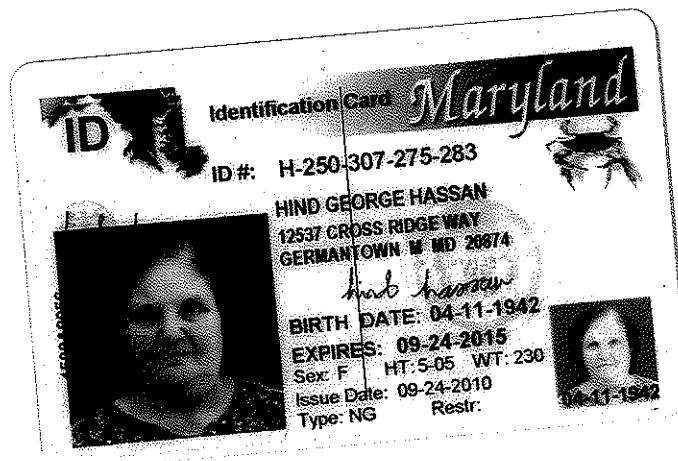 ID
Identification Card Maryland
ID #: H-250-307-275-283
HIND GEORGE HASSAN
12537 CROSS RIDGE WAY
GERMANTOWN M MD 20874
hind hassan
BIRTH DATE: 04-11-1942
EXPIRES: 09-24-2015
Sex: F HT:5-05 WT: 230
Issue Date: 09-24-2010
Type: NG Restr:
04-11-1942